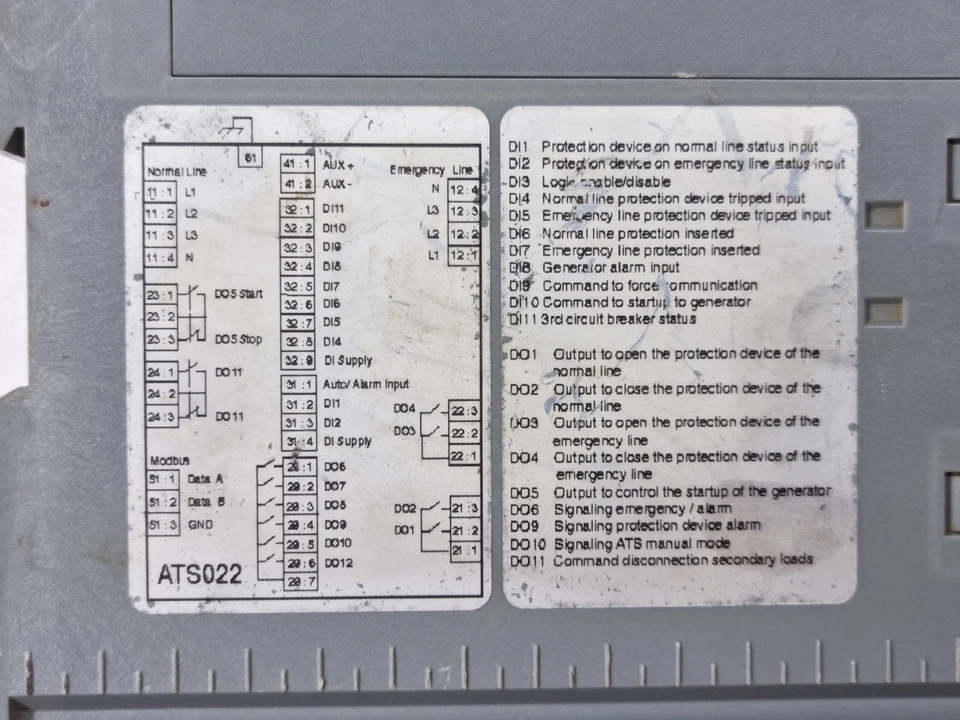 61
Normal Line
11 : 1 L1
11 : 2 L2
11 : 3 L3
11 : 4 N
23 : 1 DO5 Start
23 : 2
23 : 3 DO5 Stop
24 : 1 DO11
24 : 2
24 : 3 DO11
Modbus
51 : 1 Data A
51 : 2 Data B
51 : 3 GND
ATS022
41 : 1 AUX +
41 : 2 AUX -
32 : 1 DI11
32 : 2 DI10
32 : 3 DI9
32 : 4 DI8
32 : 5 DI7
32 : 6 DI6
32 : 7 DI5
32 : 8 DI4
32 : 9 DI Supply
31 : 1 Auto/ Alarm Input
31 : 2 DI1
31 : 3 DI2
31 : 4 DI Supply
: 1 DO6
: 2 DO7
: 3 DO8
: 4 DO9
: 5 DO10
: 6 DO12
: 7
Emergency Line
N 12 : 4
L3 12 : 3
L2 12 : 2
L1 12 : 1
DO4 22 : 3
DO3 22 : 2
22 : 1
DO2 21 : 3
DO1 21 : 2
21 : 1
DI1 Protection device on normal line status input
DI2 Protection device on emergency line status input
DI3 Logic enable/disable
DI4 Normal line protection device tripped input
DI5 Emergency line protection device tripped input
DI6 Normal line protection inserted
DI7 Emergency line protection inserted
DI8 Generator alarm input
DI9 Command to force communication
DI10 Command to startup to generator
DI11 3rd circuit breaker status
DO1 Output to open the protection device of the
normal line
DO2 Output to close the protection device of the
normal line
DO3 Output to open the protection device of the
emergency line
DO4 Output to close the protection device of the
emergency line
DO5 Output to control the startup of the generator
DO6 Signaling emergency / alarm
DO9 Signaling protection device alarm
DO10 Signaling ATS manual mode
DO11 Command disconnection secondary loads